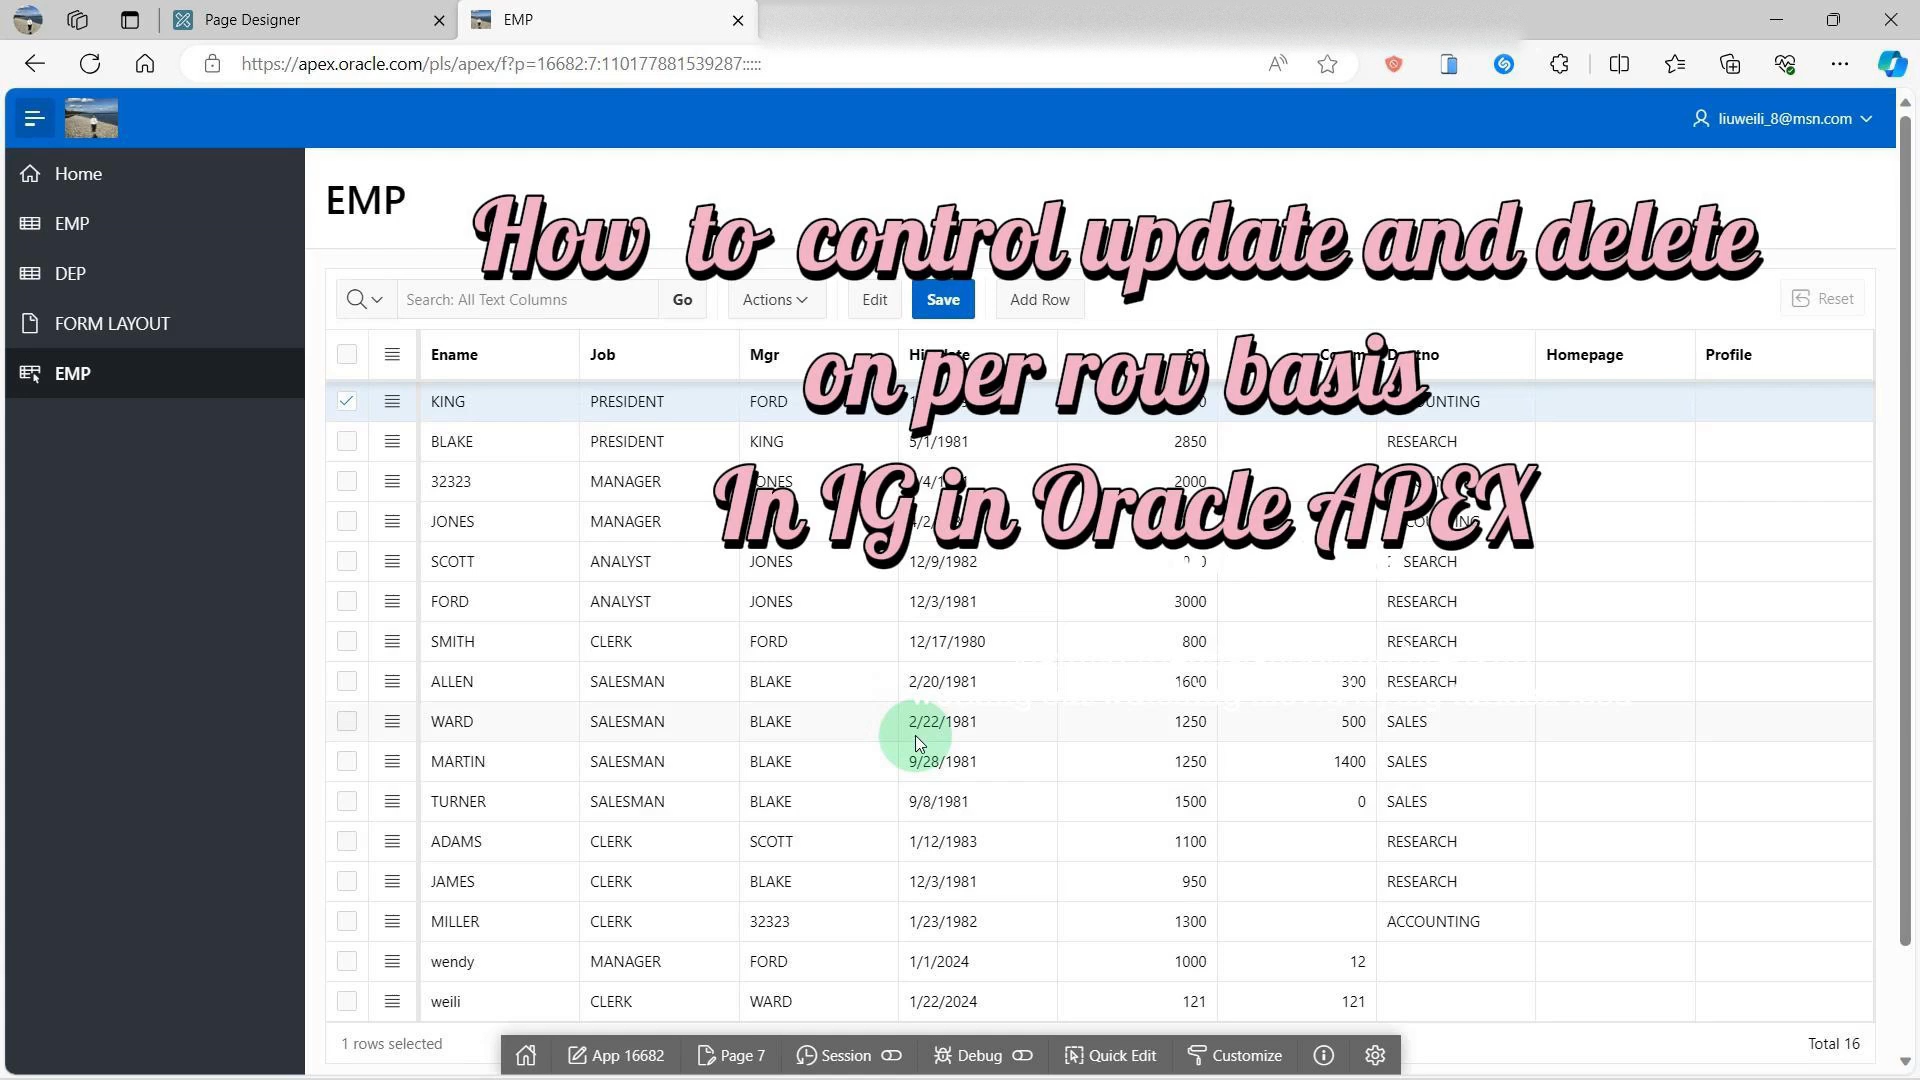 Page Designer
EMP
https://apex.oracle.com/pls/apex/f?p=16682:7:110177881539287:::::
liuweili_8@msn.com
Home
EMP
DEP
FORM LAYOUT
EMP
EMP
How to control update and delete
on per row basis
In IG in Oracle APEX
Search: All Text Columns Go Actions Edit Save Add Row Reset
Ename Job Mgr Homepage Profile
KING PRESIDENT FORD
BLAKE PRESIDENT KING 5/1/1981 2850 RESEARCH
32323 MANAGER JONES 2000
JONES MANAGER
SCOTT ANALYST JONES 12/9/1982
FORD ANALYST JONES 12/3/1981 3000 RESEARCH
SMITH CLERK FORD 12/17/1980 800 RESEARCH
ALLEN SALESMAN BLAKE 2/20/1981 1600 300 RESEARCH
WARD SALESMAN BLAKE 2/22/1981 1250 500 SALES
MARTIN SALESMAN BLAKE 9/28/1981 1250 1400 SALES
TURNER SALESMAN BLAKE 9/8/1981 1500 0 SALES
ADAMS CLERK SCOTT 1/12/1983 1100 RESEARCH
JAMES CLERK BLAKE 12/3/1981 950 RESEARCH
MILLER CLERK 32323 1/23/1982 1300 ACCOUNTING
wendy MANAGER FORD 1/1/2024 1000 12
weili CLERK WARD 1/22/2024 121 121
1 rows selected Total 16
App 16682 Page 7 Session Debug Quick Edit Customize